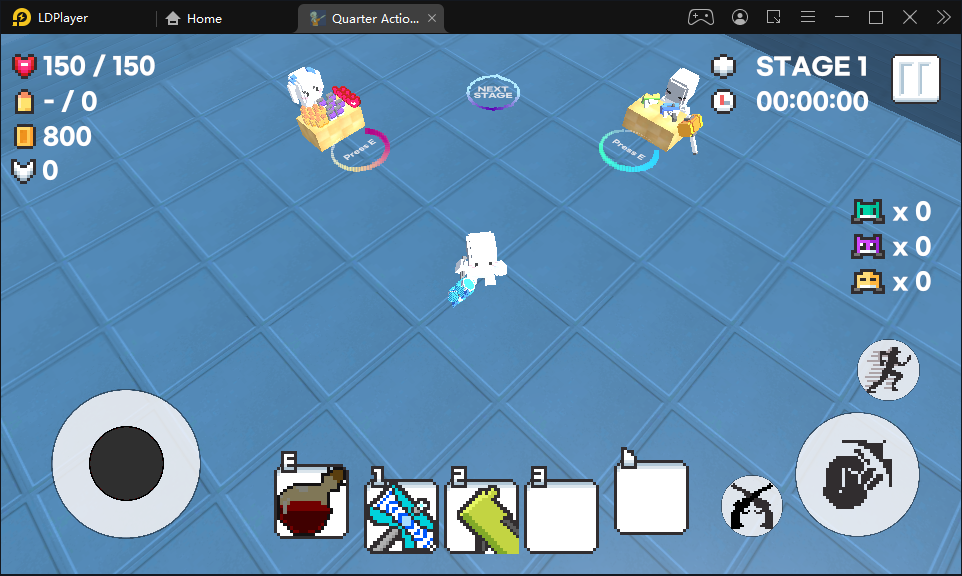 LDPlayer
Home
Quarter Actio...
150 / 150
- / 0
800
0
NEXT
STAGE
Press E
Press E
STAGE 1
00:00:00
x 0
x 0
x 0
E
1
2
3